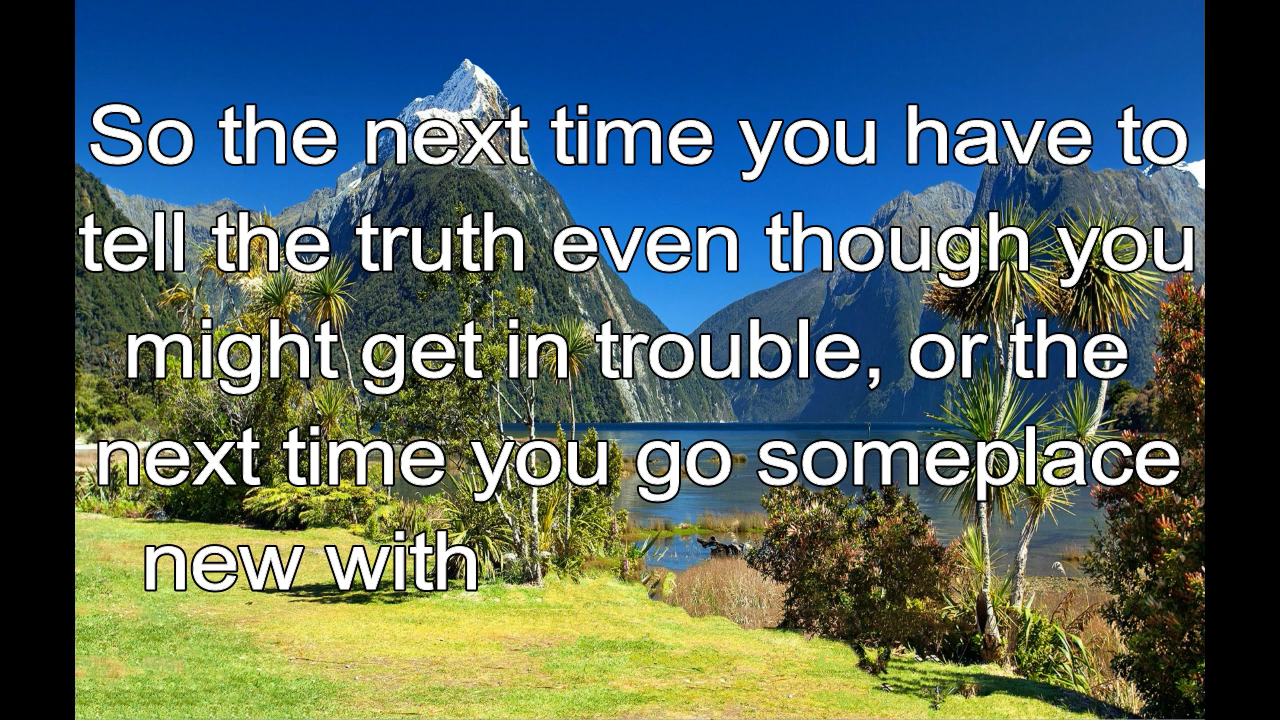 So the next time you have to
tell the truth even though you
might get in trouble, or the
next time you go someplace
new with